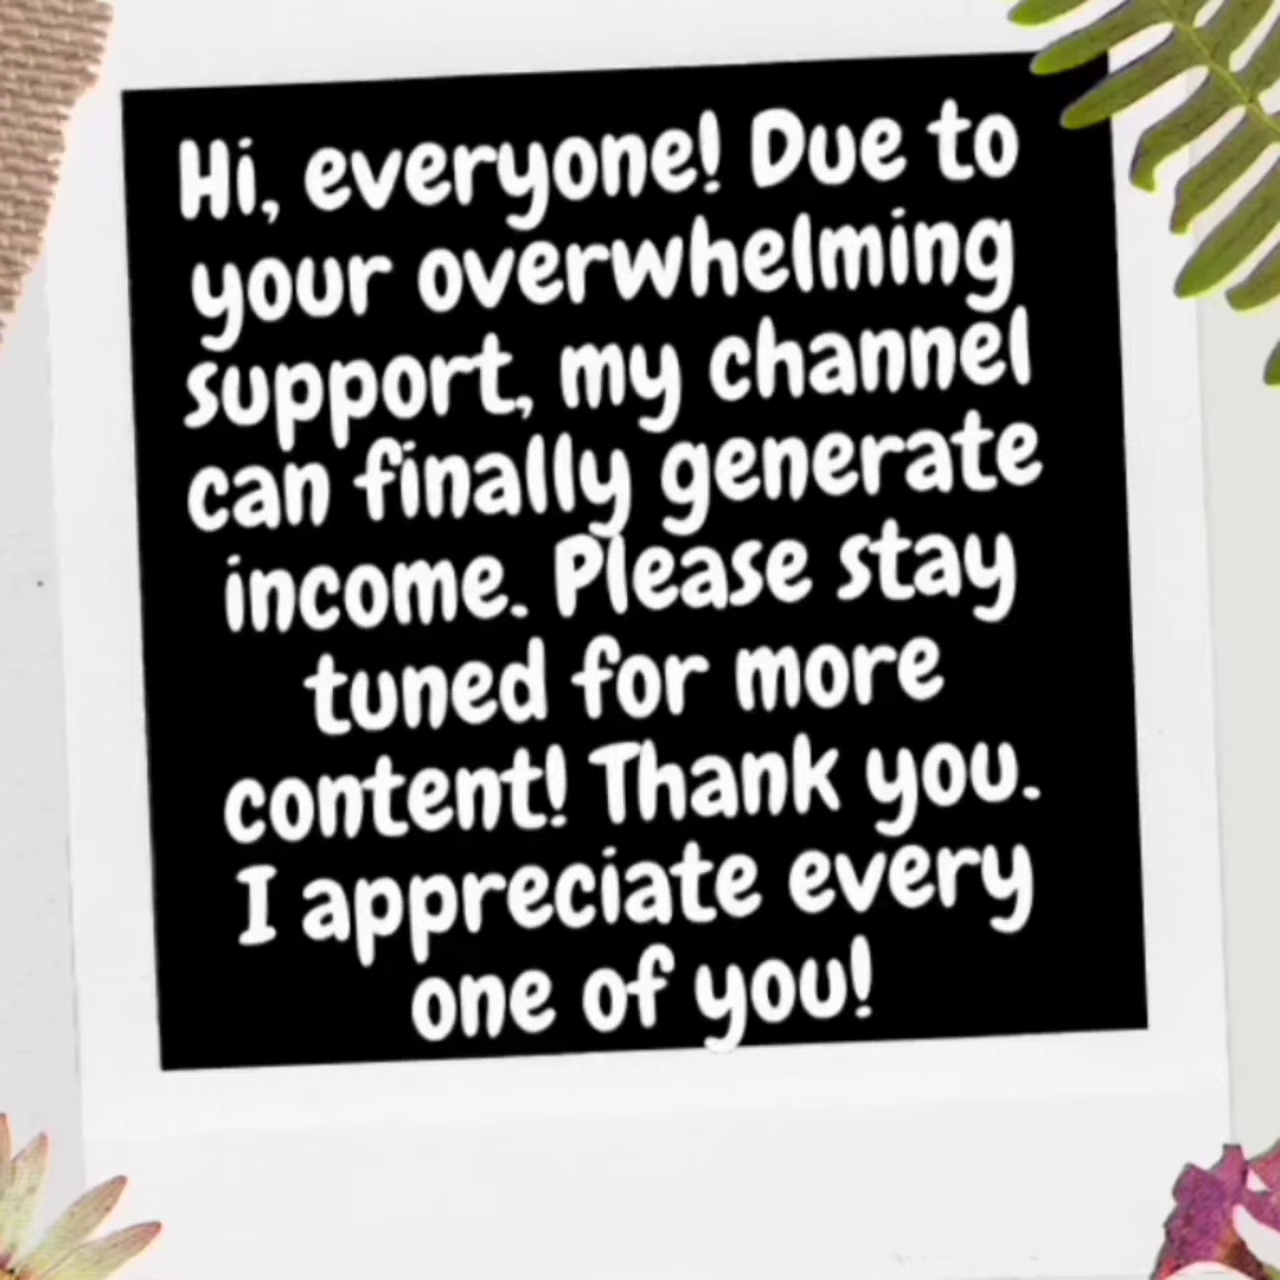 Hi, everyone! Due to
your overwhelming
support, my channel
can finally generate
income. Please stay
tuned for more
content! Thank you.
I appreciate every
one of you!